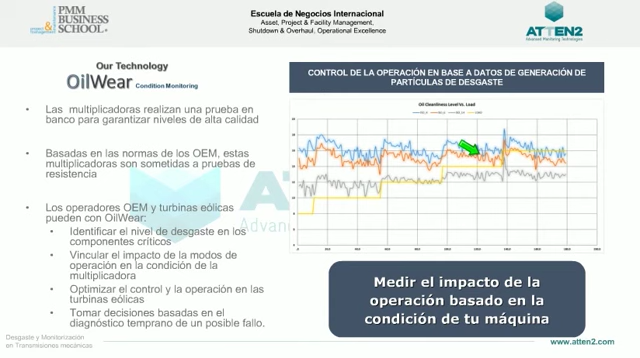 PMM
BUSINESS
SCHOOL
Escuela de Negocios Internacional
Asset, Project & Facility Management,
Shutdown & Overhaul, Operational Excellence
ATTEN2
Advanced Monitoring Technologies
Our Technology
OilWear Condition Monitoring
• Las multiplicadoras realizan una prueba en
banco para garantizar niveles de alta calidad
• Basadas en las normas de los OEM, estas
multiplicadoras son sometidas a pruebas de
resistencia
• Los operadores OEM y turbinas eólicas
pueden con OilWear:
• Identificar el nivel de desgaste en los
componentes críticos
• Vincular el impacto de la modos de
operación en la condición de la
multiplicadora
• Optimizar el control y la operación en las
turbinas eólicas
• Tomar decisiones basadas en el
diagnóstico temprano de un posible fallo.
CONTROL DE LA OPERACIÓN EN BASE A DATOS DE GENERACIÓN DE
PARTÍCULAS DE DESGASTE
Oil Cleanliness Level Vs. Load
Medir el impacto de la
operación basado en la
condición de tu máquina
Desgaste y Monitorización
en Transmisiones mecánicas
www.atten2.com